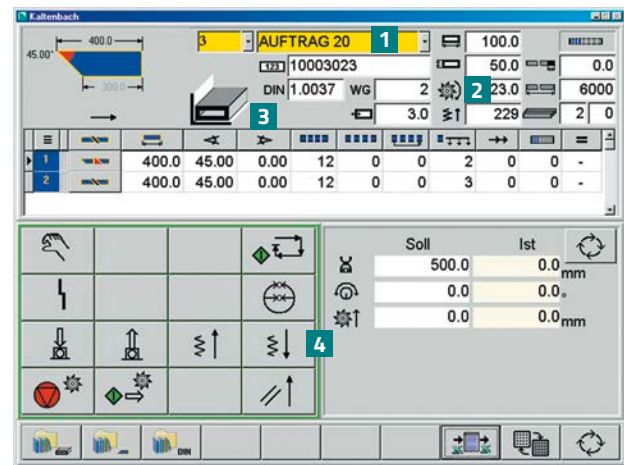 Kaltenbach
400.0
45.00°
300.0
3 AUFTRAG 20 1 100.0
123 10003023 50.0 0.0
DIN 1.0037 WG 2 2 23.0 6000
3 3.0 229 2 0
1 400.0 45.00 0.00 12 0 0 2 0 0 -
2 400.0 45.00 0.00 12 0 0 3 0 0 -
Soll Ist
500.0 0.0 mm
0.0 0.0 °
0.0 0.0 mm
4
DIN